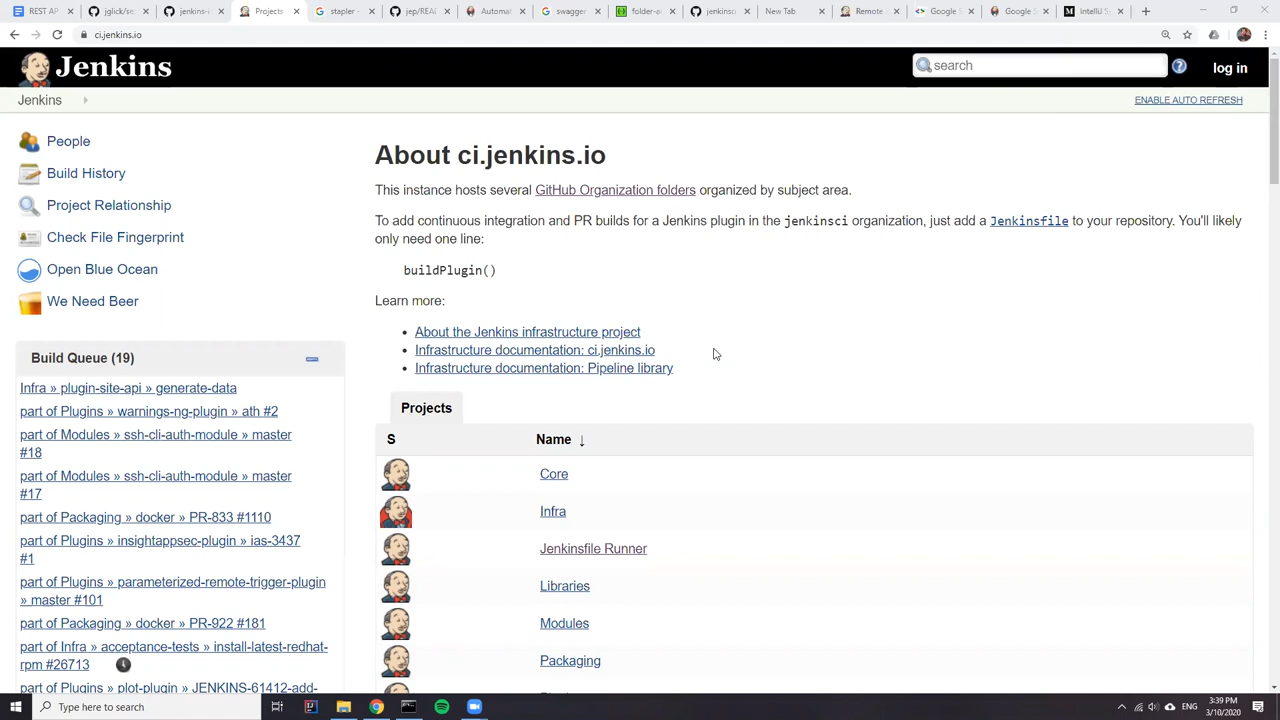 REST AP
jglick/se
jenkins-i
Projects
stapler -
jep/REAI
Automat
swagge
folder-a
jenkinsc
New Tab
Remote
Google S
Google S
IntelliJ S
ci.jenkins.io
Jenkins
search
log in
Jenkins
ENABLE AUTO REFRESH
People
Build History
Project Relationship
Check File Fingerprint
Open Blue Ocean
We Need Beer
Build Queue (19)
Infra » plugin-site-api » generate-data
part of Plugins » warnings-ng-plugin » ath #2
part of Modules » ssh-cli-auth-module » master
#18
part of Modules » ssh-cli-auth-module » master
#17
part of Packaging » docker » PR-833 #1110
part of Plugins » insightappsec-plugin » ias-3437
#1
part of Plugins » parameterized-remote-trigger-plugin
» master #101
part of Packaging » docker » PR-922 #181
part of Infra » acceptance-tests » install-latest-redhat-
rpm #26713
part of Plugins » plot-plugin » JENKINS-61412-add-
About ci.jenkins.io
This instance hosts several GitHub Organization folders organized by subject area.
To add continuous integration and PR builds for a Jenkins plugin in the jenkinsci organization, just add a Jenkinsfile to your repository. You'll likely
only need one line:
buildPlugin()
Learn more:
• About the Jenkins infrastructure project
• Infrastructure documentation: ci.jenkins.io
• Infrastructure documentation: Pipeline library
Projects
S Name ↓
Core
Infra
Jenkinsfile Runner
Libraries
Modules
Packaging
Type here to search
ENG
3:39 PM
3/10/2020